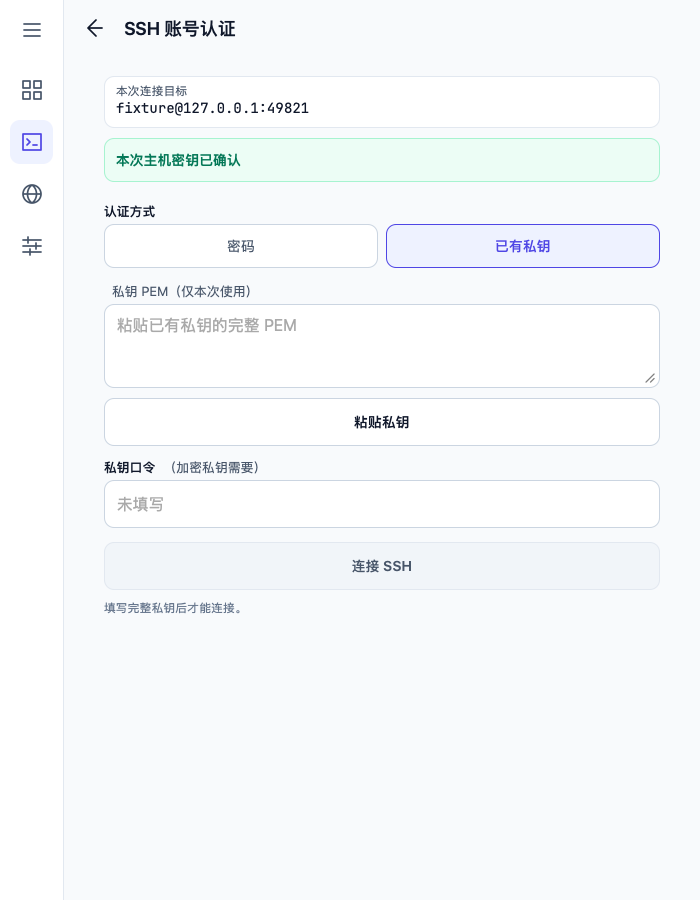 SSH 账号认证
本次连接目标
fixture@127.0.0.1:49821
本次主机密钥已确认
认证方式
密码
已有私钥
私钥 PEM（仅本次使用）
粘贴已有私钥的完整 PEM
粘贴私钥
私钥口令 （加密私钥需要）
未填写
连接 SSH
填写完整私钥后才能连接。